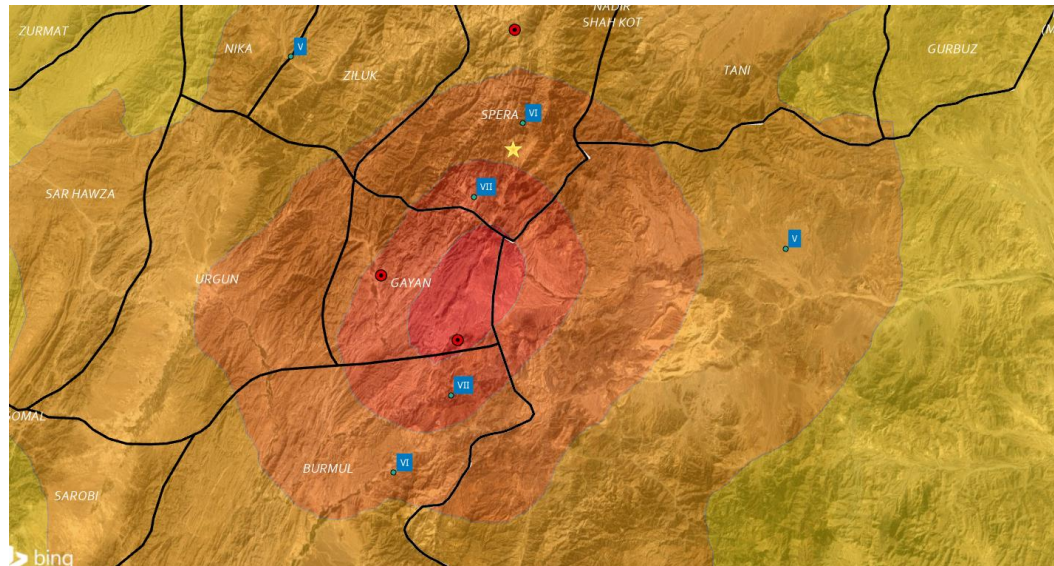 NADIR
SHAH KOT
ZURMAT
NIKA
V
ZILUK
TANI
GURBUZ
(M
SPERA
VI
SAR HAWZA
VII
V
URGUN
GAYAN
VII
OMAL
BURMUL
VI
SAROBI
bing